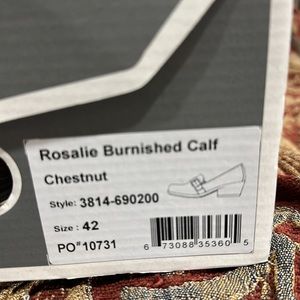 Rosalie Burnished Calf
Chestnut
Style: 3814-690200
Size : 42
PO#10731
6 73088 35360 5